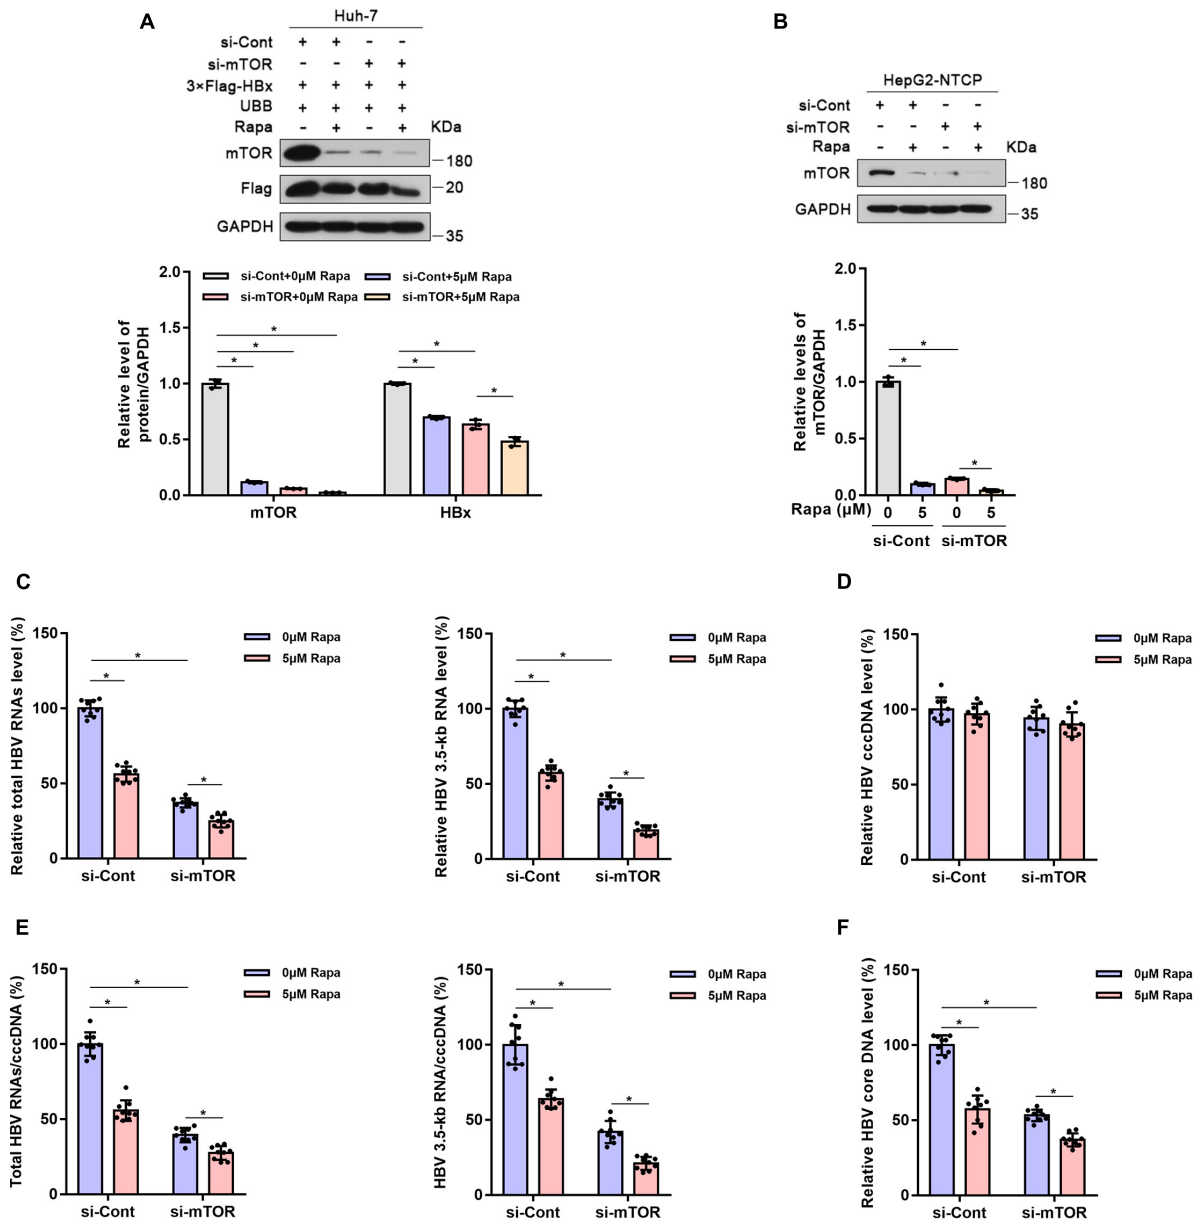 A
Huh-7
si-Cont + + - -
si-mTOR - - + +
3×Flag-HBx + + + +
UBB + + + +
Rapa - + - + KDa
mTOR 180
Flag 20
GAPDH 35
si-Cont+0μM Rapa si-Cont+5μM Rapa
si-mTOR+0μM Rapa si-mTOR+5μM Rapa
Relative level of
protein/GAPDH
2.0
1.5
1.0
0.5
0.0
* * *
* * *
mTOR HBx
B
HepG2-NTCP
si-Cont + + - -
si-mTOR - - + +
Rapa - + - + KDa
mTOR 180
GAPDH 35
Relative levels of
mTOR/GAPDH
2.0
1.5
1.0
0.5
0.0
* * *
Rapa (μM) 0 5 0 5
si-Cont si-mTOR
C
Relative total HBV RNAs level (%)
150
100
50
0
* * *
0μM Rapa
5μM Rapa
si-Cont si-mTOR
Relative HBV 3.5-kb RNA level (%)
150
100
50
0
* * *
0μM Rapa
5μM Rapa
si-Cont si-mTOR
D
Relative HBV cccDNA level (%)
150
100
50
0
0μM Rapa
5μM Rapa
si-Cont si-mTOR
E
Total HBV RNAs/cccDNA (%)
150
100
50
0
* * *
0μM Rapa
5μM Rapa
si-Cont si-mTOR
HBV 3.5-kb RNA/cccDNA (%)
150
100
50
0
* * *
0μM Rapa
5μM Rapa
si-Cont si-mTOR
F
Relative HBV core DNA level (%)
150
100
50
0
* * *
0μM Rapa
5μM Rapa
si-Cont si-mTOR